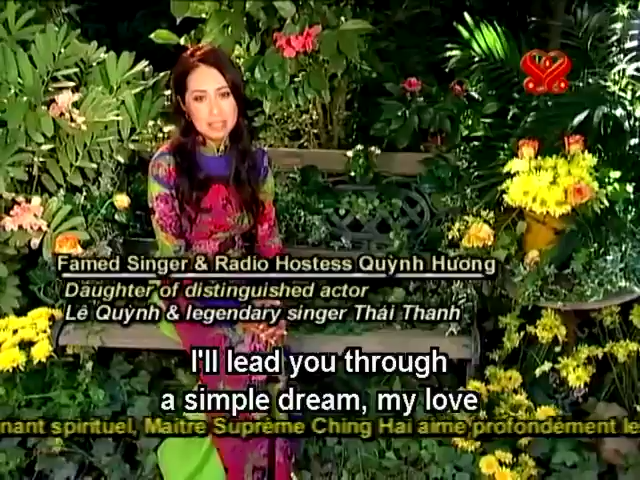 Famed Singer & Radio Hostess Quỳnh Hương
Daughter of distinguished actor
Lê Quỳnh & legendary singer Thái Thanh
I'll lead you through
a simple dream, my love
nant spirituel, Maître Suprême Ching Hai aime profondément le